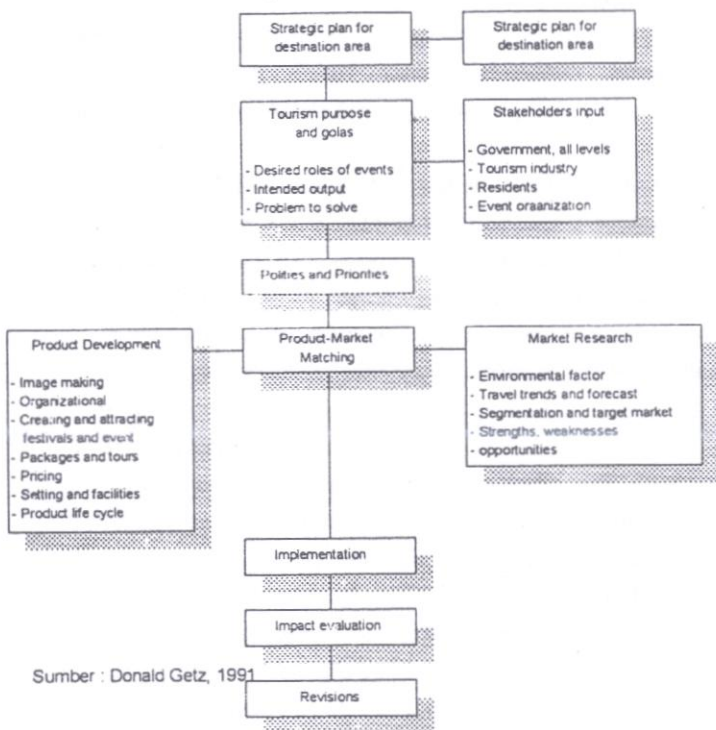 Strategic plan for
destination area
Strategic plan for
destination area
Tourism purpose
and golas
- Desired roles of events
- Intended output
- Problem to solve
Stakeholders input
- Government, all levels
- Tourism industry
- Residents
- Event oraanization
Polities and Priorities
Product Development
- Image making
- Organizational
- Creating and attracting
festivals and event
- Packages and tours
- Pricing
- Setting and facilities
- Product life cycle
Product-Market
Matching
Market Research
- Environmental factor
- Travel trends and forecast
- Segmentation and target market
- Strengths, weaknesses
- opportunities
Implementation
Impact evaluation
Sumber : Donald Getz, 1991
Revisions